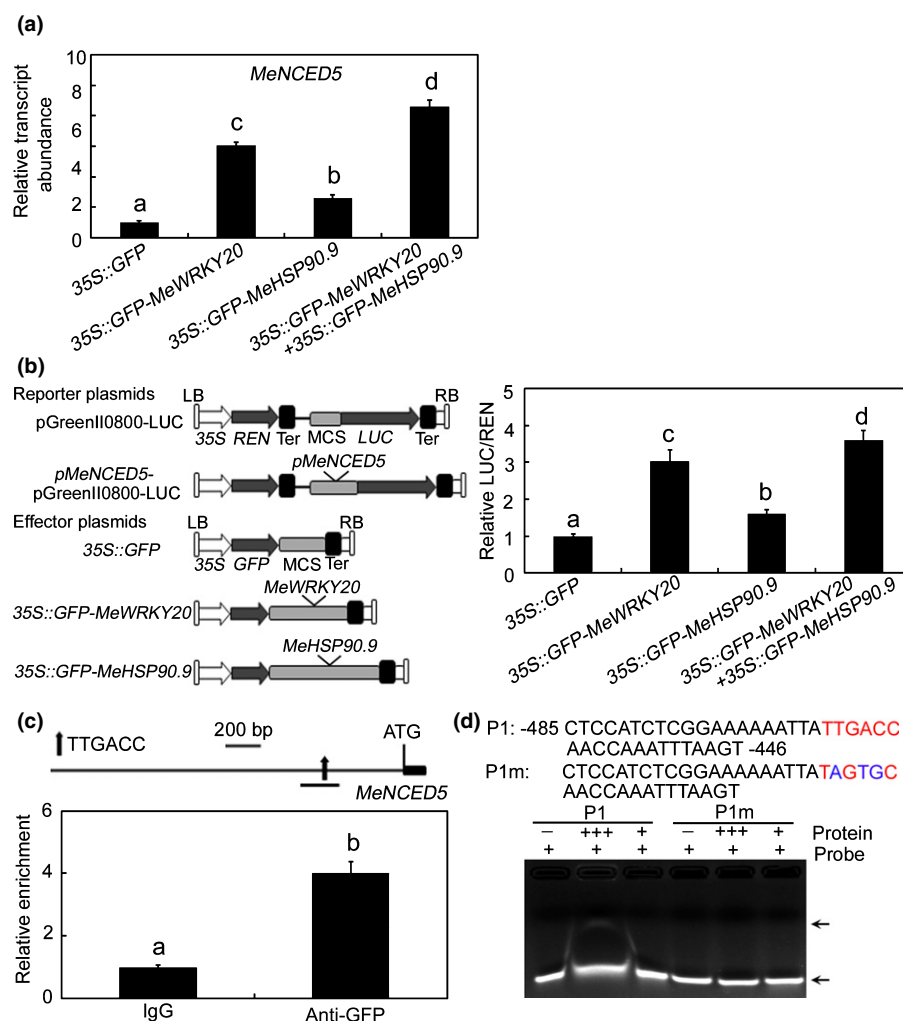 (a)
10
8
6
4
2
0
Relative transcript
abundance
MeNCED5
a
c
b
d
35S::GFP
35S::GFP-MeWRKY20
35S::GFP-MeHSP90.9
35S::GFP-MeWRKY20
+35S::GFP-MeHSP90.9
(b)
Reporter plasmids
LB
RB
pGreenII0800-LUC
35S REN Ter MCS LUC Ter
pMeNCED5-
pGreenII0800-LUC
pMeNCED5
Effector plasmids
LB
RB
35S::GFP
35S GFP MCS Ter
MeWRKY20
35S::GFP-MeWRKY20
MeHSP90.9
35S::GFP-MeHSP90.9
5
4
3
2
1
0
Relative LUC/REN
a
c
b
d
35S::GFP
35S::GFP-MeWRKY20
35S::GFP-MeHSP90.9
35S::GFP-MeWRKY20
+35S::GFP-MeHSP90.9
(c)
TTGACC
200 bp
ATG
MeNCED5
6
4
2
0
Relative enrichment
a
b
IgG
Anti-GFP
(d)
P1: -485 CTCCATCTCGGAAAAAATTATTGACC
AACCAAATTTAAGT -446
P1m: CTCCATCTCGGAAAAAATTATAGTGC
AACCAAATTTAAGT
P1 P1m
– +++ + – +++ + Protein
+ + + + + + Probe